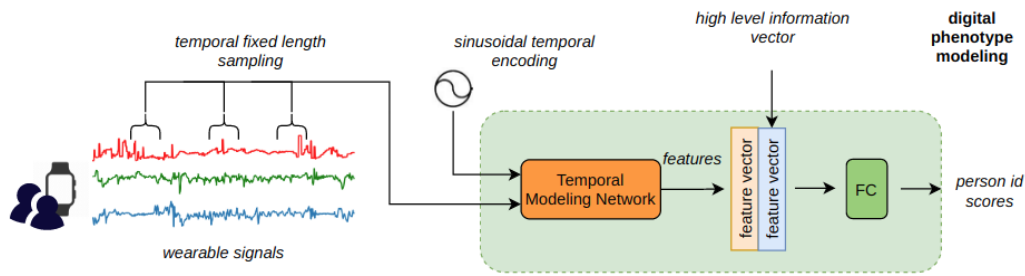 temporal fixed length
sampling
sinusoidal temporal
encoding
high level information
vector
digital
phenotype
modeling
wearable signals
Temporal
Modeling Network
features
feature vector
feature vector
FC
person id
scores